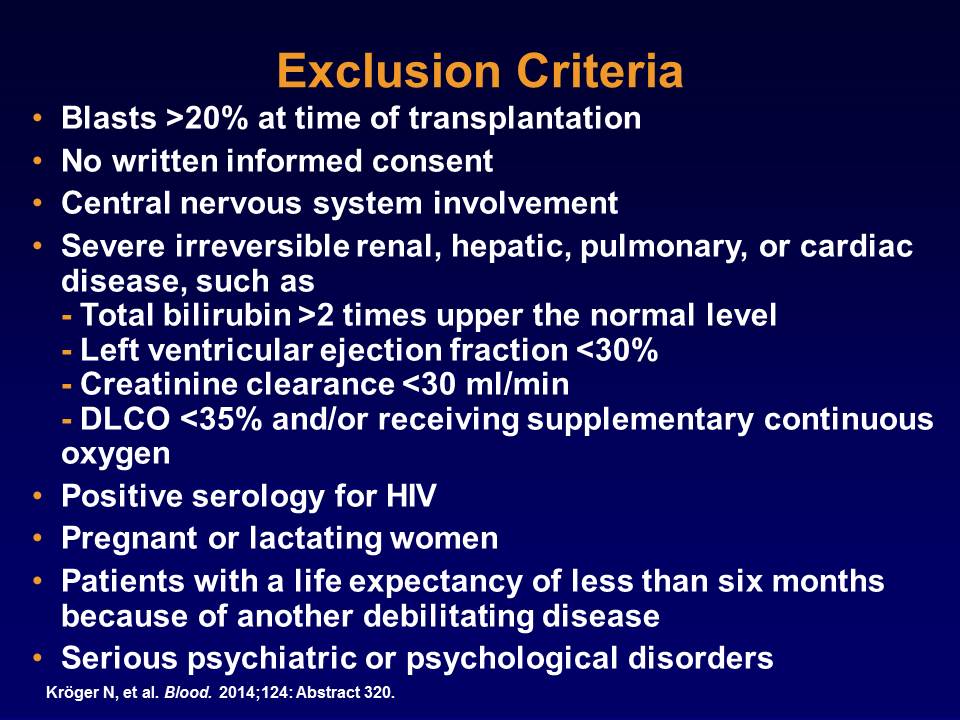 Exclusion Criteria
• Blasts >20% at time of transplantation
• No written informed consent
• Central nervous system involvement
• Severe irreversible renal, hepatic, pulmonary, or cardiac
disease, such as
- Total bilirubin >2 times upper the normal level
- Left ventricular ejection fraction <30%
- Creatinine clearance <30 ml/min
- DLCO <35% and/or receiving supplementary continuous
oxygen
• Positive serology for HIV
• Pregnant or lactating women
• Patients with a life expectancy of less than six months
because of another debilitating disease
• Serious psychiatric or psychological disorders
Kröger N, et al. Blood. 2014;124: Abstract 320.